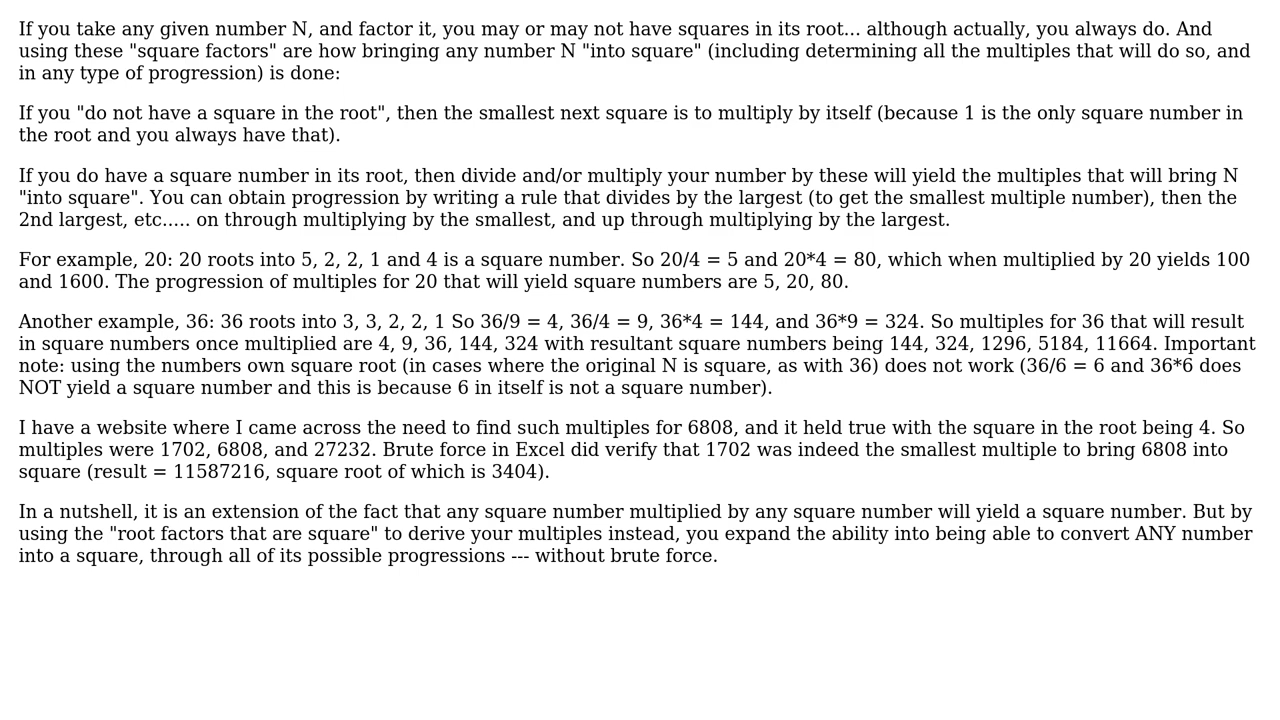 If you take any given number N, and factor it, you may or may not have squares in its root... although actually, you always do. And
using these "square factors" are how bringing any number N "into square" (including determining all the multiples that will do so, and
in any type of progression) is done:
If you "do not have a square in the root", then the smallest next square is to multiply by itself (because 1 is the only square number in
the root and you always have that).
If you do have a square number in its root, then divide and/or multiply your number by these will yield the multiples that will bring N
"into square". You can obtain progression by writing a rule that divides by the largest (to get the smallest multiple number), then the
2nd largest, etc..... on through multiplying by the smallest, and up through multiplying by the largest.
For example, 20: 20 roots into 5, 2, 2, 1 and 4 is a square number. So 20/4 = 5 and 20*4 = 80, which when multiplied by 20 yields 100
and 1600. The progression of multiples for 20 that will yield square numbers are 5, 20, 80.
Another example, 36: 36 roots into 3, 3, 2, 2, 1 So 36/9 = 4, 36/4 = 9, 36*4 = 144, and 36*9 = 324. So multiples for 36 that will result
in square numbers once multiplied are 4, 9, 36, 144, 324 with resultant square numbers being 144, 324, 1296, 5184, 11664. Important
note: using the numbers own square root (in cases where the original N is square, as with 36) does not work (36/6 = 6 and 36*6 does
NOT yield a square number and this is because 6 in itself is not a square number).
I have a website where I came across the need to find such multiples for 6808, and it held true with the square in the root being 4. So
multiples were 1702, 6808, and 27232. Brute force in Excel did verify that 1702 was indeed the smallest multiple to bring 6808 into
square (result = 11587216, square root of which is 3404).
In a nutshell, it is an extension of the fact that any square number multiplied by any square number will yield a square number. But by
using the "root factors that are square" to derive your multiples instead, you expand the ability into being able to convert ANY number
into a square, through all of its possible progressions --- without brute force.